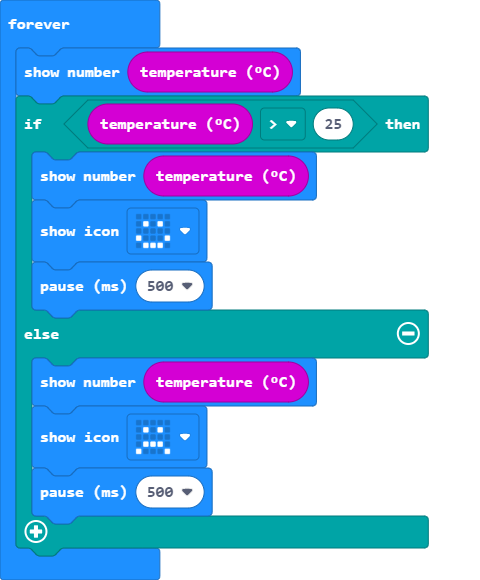 forever
show number temperature (ºC)
if temperature (ºC) > 25 then
show number temperature (ºC)
show icon
pause (ms) 500
else
show number temperature (ºC)
show icon
pause (ms) 500